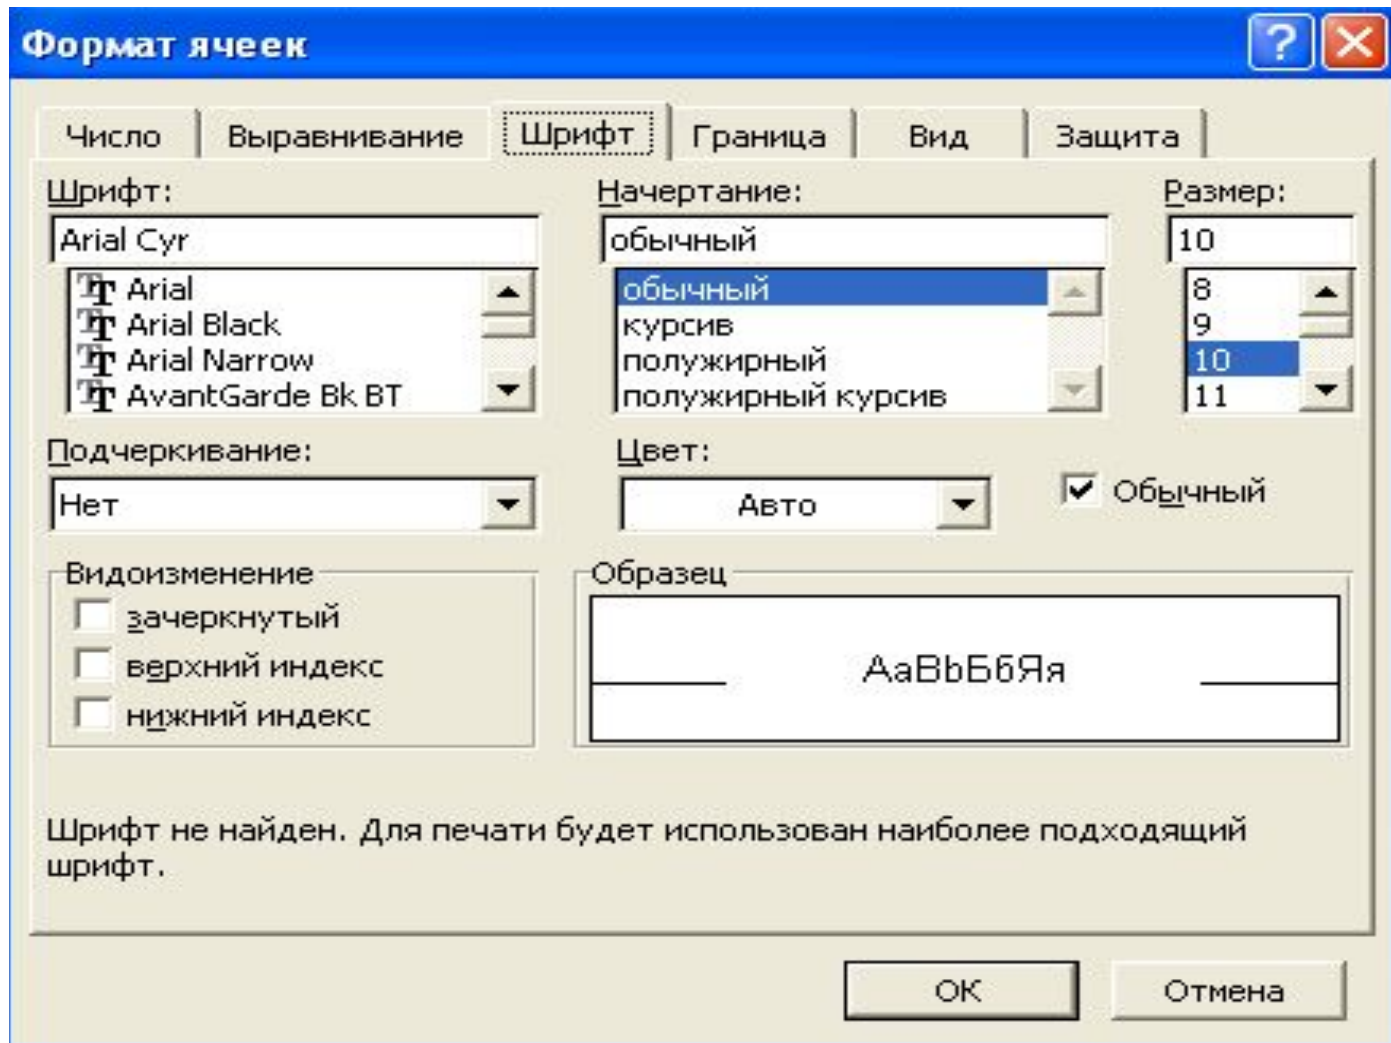 Формат ячеек
Число Выравнивание Шрифт Граница Вид Защита
Шрифт: Начертание: Размер:
Arial Cyr обычный 10
Arial обычный 8
Arial Black курсив 9
Arial Narrow полужирный 10
AvantGarde Bk BT полужирный курсив 11
Подчеркивание: Цвет:
Нет Авто Обычный
Видоизменение Образец
зачеркнутый
верхний индекс АаВbБбЯя
нижний индекс
Шрифт не найден. Для печати будет использован наиболее подходящий
шрифт.
ОК Отмена